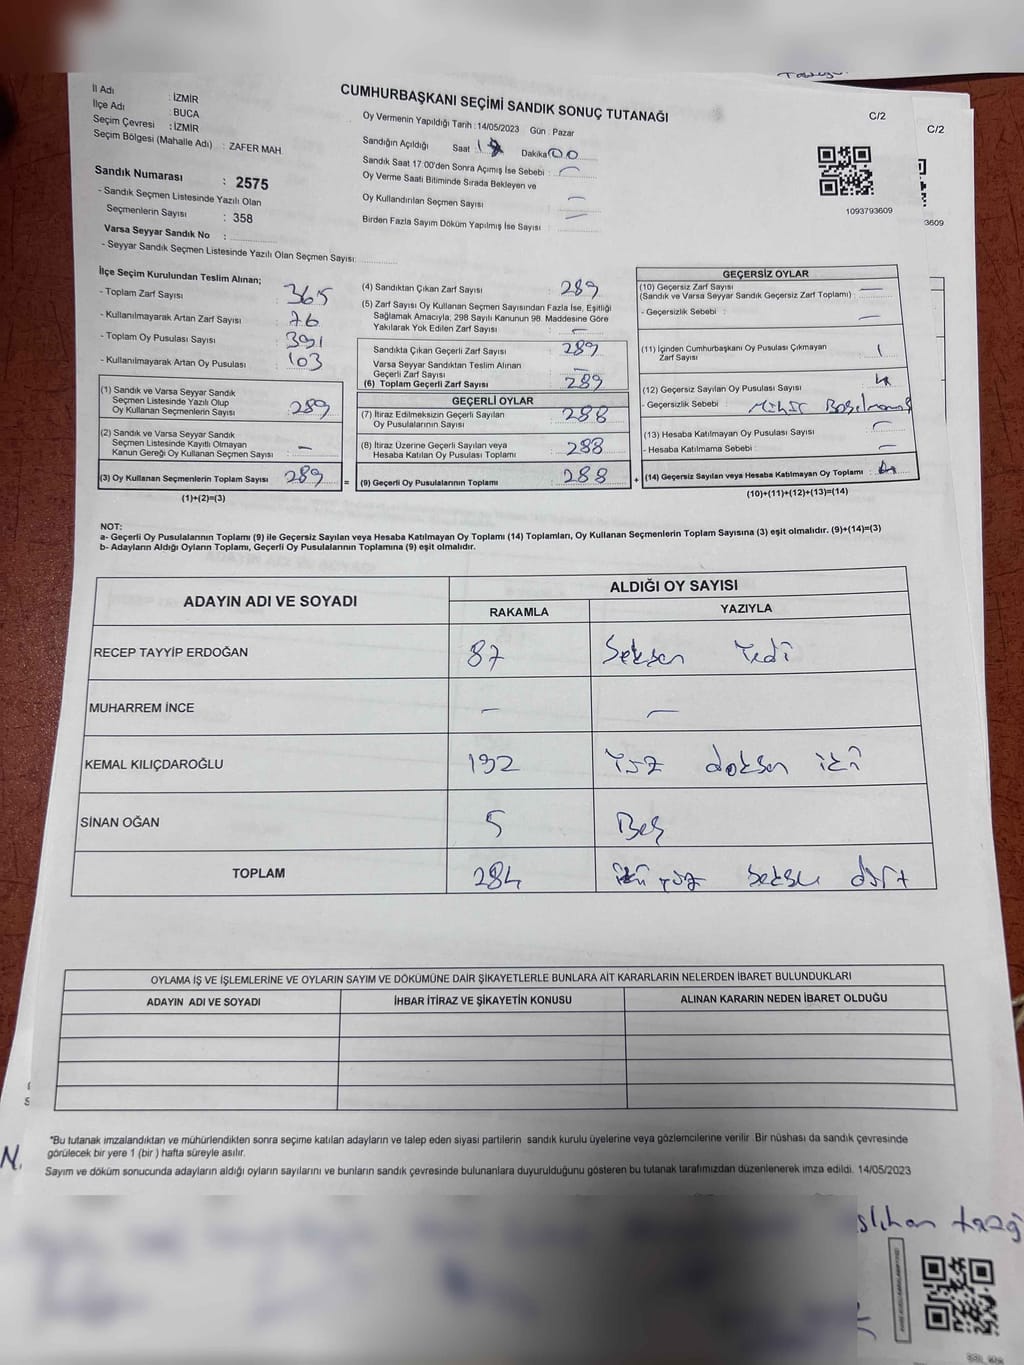 CUMHURBAŞKANI SEÇİMİ SANDIK SONUÇ TUTANAĞI
C/2
C/2
İl Adı : İZMİR
İlçe Adı : BUCA
Seçim Çevresi : İZMİR
Seçim Bölgesi (Mahalle Adı) : ZAFER MAH.
Sandık Numarası : 2575
- Sandık Seçmen Listesinde Yazılı Olan
Seçmenlerin Sayısı : 358
Varsa Seyyar Sandık No :
- Seyyar Sandık Seçmen Listesinde Yazılı Olan Seçmen Sayısı:
Oy Vermenin Yapıldığı Tarih : 14/05/2023 Gün : Pazar
Sandığın Açıldığı Saat : Dakika 00
Sandık Saat 17:00'den Sonra Açımış İse Sebebi : —
Oy Verme Saati Bitiminde Sırada Bekleyen ve
Oy Kullandırılan Seçmen Sayısı : —
Birden Fazla Sayım Döküm Yapılmış İse Sayısı : —
1093793609
3609
İlçe Seçim Kurulundan Teslim Alınan;
- Toplam Zarf Sayısı : 365
- Kullanılmayarak Artan Zarf Sayısı : 76
- Toplam Oy Pusulası Sayısı : 391
- Kullanılmayarak Artan Oy Pusulası : 103
(1) Sandık ve Varsa Seyyar Sandık
Seçmen Listesinde Yazılı Olup
Oy Kullanan Seçmenlerin Sayısı : 289
(2) Sandık ve Varsa Seyyar Sandık
Seçmen Listesinde Kayıtlı Olmayan
Kanun Gereği Oy Kullanan Seçmen Sayısı : —
(3) Oy Kullanan Seçmenlerin Toplam Sayısı : 289 =
(1)+(2)=(3)
(4) Sandıktan Çıkan Zarf Sayısı : 289
(5) Zarf Sayısı Oy Kullanan Seçmen Sayısından Fazla İse, Eşitliği
Sağlamak Amacıyla, 298 Sayılı Kanunun 98. Maddesine Göre
Yakılarak Yok Edilen Zarf Sayısı : —
Sandıkta Çıkan Geçerli Zarf Sayısı : 289
Varsa Seyyar Sandıktan Teslim Alınan
Geçerli Zarf Sayısı : —
(6) Toplam Geçerli Zarf Sayısı : 289
GEÇERLİ OYLAR
(7) İtiraz Edilmeksizin Geçerli Sayılan
Oy Pusulalarının Sayısı : 288
(8) İtiraz Üzerine Geçerli Sayılan veya
Hesaba Katılan Oy Pusulası Toplamı : 288
(9) Geçerli Oy Pusulalarının Toplamı : 288 +
GEÇERSİZ OYLAR
(10) Geçersiz Zarf Sayısı
(Sandık ve Varsa Seyyar Sandık Geçersiz Zarf Toplamı) : —
- Geçersizlik Sebebi : —
(11) İçinden Cumhurbaşkanı Oy Pusulası Çıkmayan
Zarf Sayısı : 1
(12) Geçersiz Sayılan Oy Pusulası Sayısı : 4
- Geçersizlik Sebebi :
(13) Hesaba Katılmayan Oy Pusulası Sayısı : —
- Hesaba Katılmama Sebebi : —
(14) Geçersiz Sayılan veya Hesaba Katılmayan Oy Toplamı : 4
(10)+(11)+(12)+(13)=(14)
NOT:
a- Geçerli Oy Pusulalarının Toplamı (9) ile Geçersiz Sayılan veya Hesaba Katılmayan Oy Toplamı (14) Toplamları, Oy Kullanan Seçmenlerin Toplam Sayısına (3) eşit olmalıdır. (9)+(14)=(3)
b- Adayların Aldığı Oyların Toplamı, Geçerli Oy Pusulalarının Toplamına (9) eşit olmalıdır.
ADAYIN ADI VE SOYADI ALDIĞI OY SAYISI
RAKAMLA YAZIYLA
RECEP TAYYİP ERDOĞAN 87 Seksen Yedi
MUHARREM İNCE — —
KEMAL KILIÇDAROĞLU 192 Yüz doksan iki
SİNAN OĞAN 5 Beş
TOPLAM 284 iki yüz seksen dört
OYLAMA İŞ VE İŞLEMLERİNE VE OYLARIN SAYIM VE DÖKÜMÜNE DAİR ŞİKAYETLERLE BUNLARA AİT KARARLARIN NELERDEN İBARET BULUNDUKLARI
ADAYIN ADI VE SOYADI İHBAR İTİRAZ VE ŞİKAYETİN KONUSU ALINAN KARARIN NEDEN İBARET OLDUĞU
*Bu tutanak imzalandıktan ve mühürlendikten sonra seçime katılan adayların ve talep eden siyasi partilerin sandık kurulu üyelerine veya gözlemcilerine verilir. Bir nüshası da sandık çevresinde
görülecek bir yere 1 (bir ) hafta süreyle asılır.
Sayım ve döküm sonucunda adayların aldığı oyların sayılarını ve bunların sandık çevresinde bulunanlara duyurulduğunu gösteren bu tutanak tarafımızdan düzenlenerek imza edildi. 14/05/2023
N.